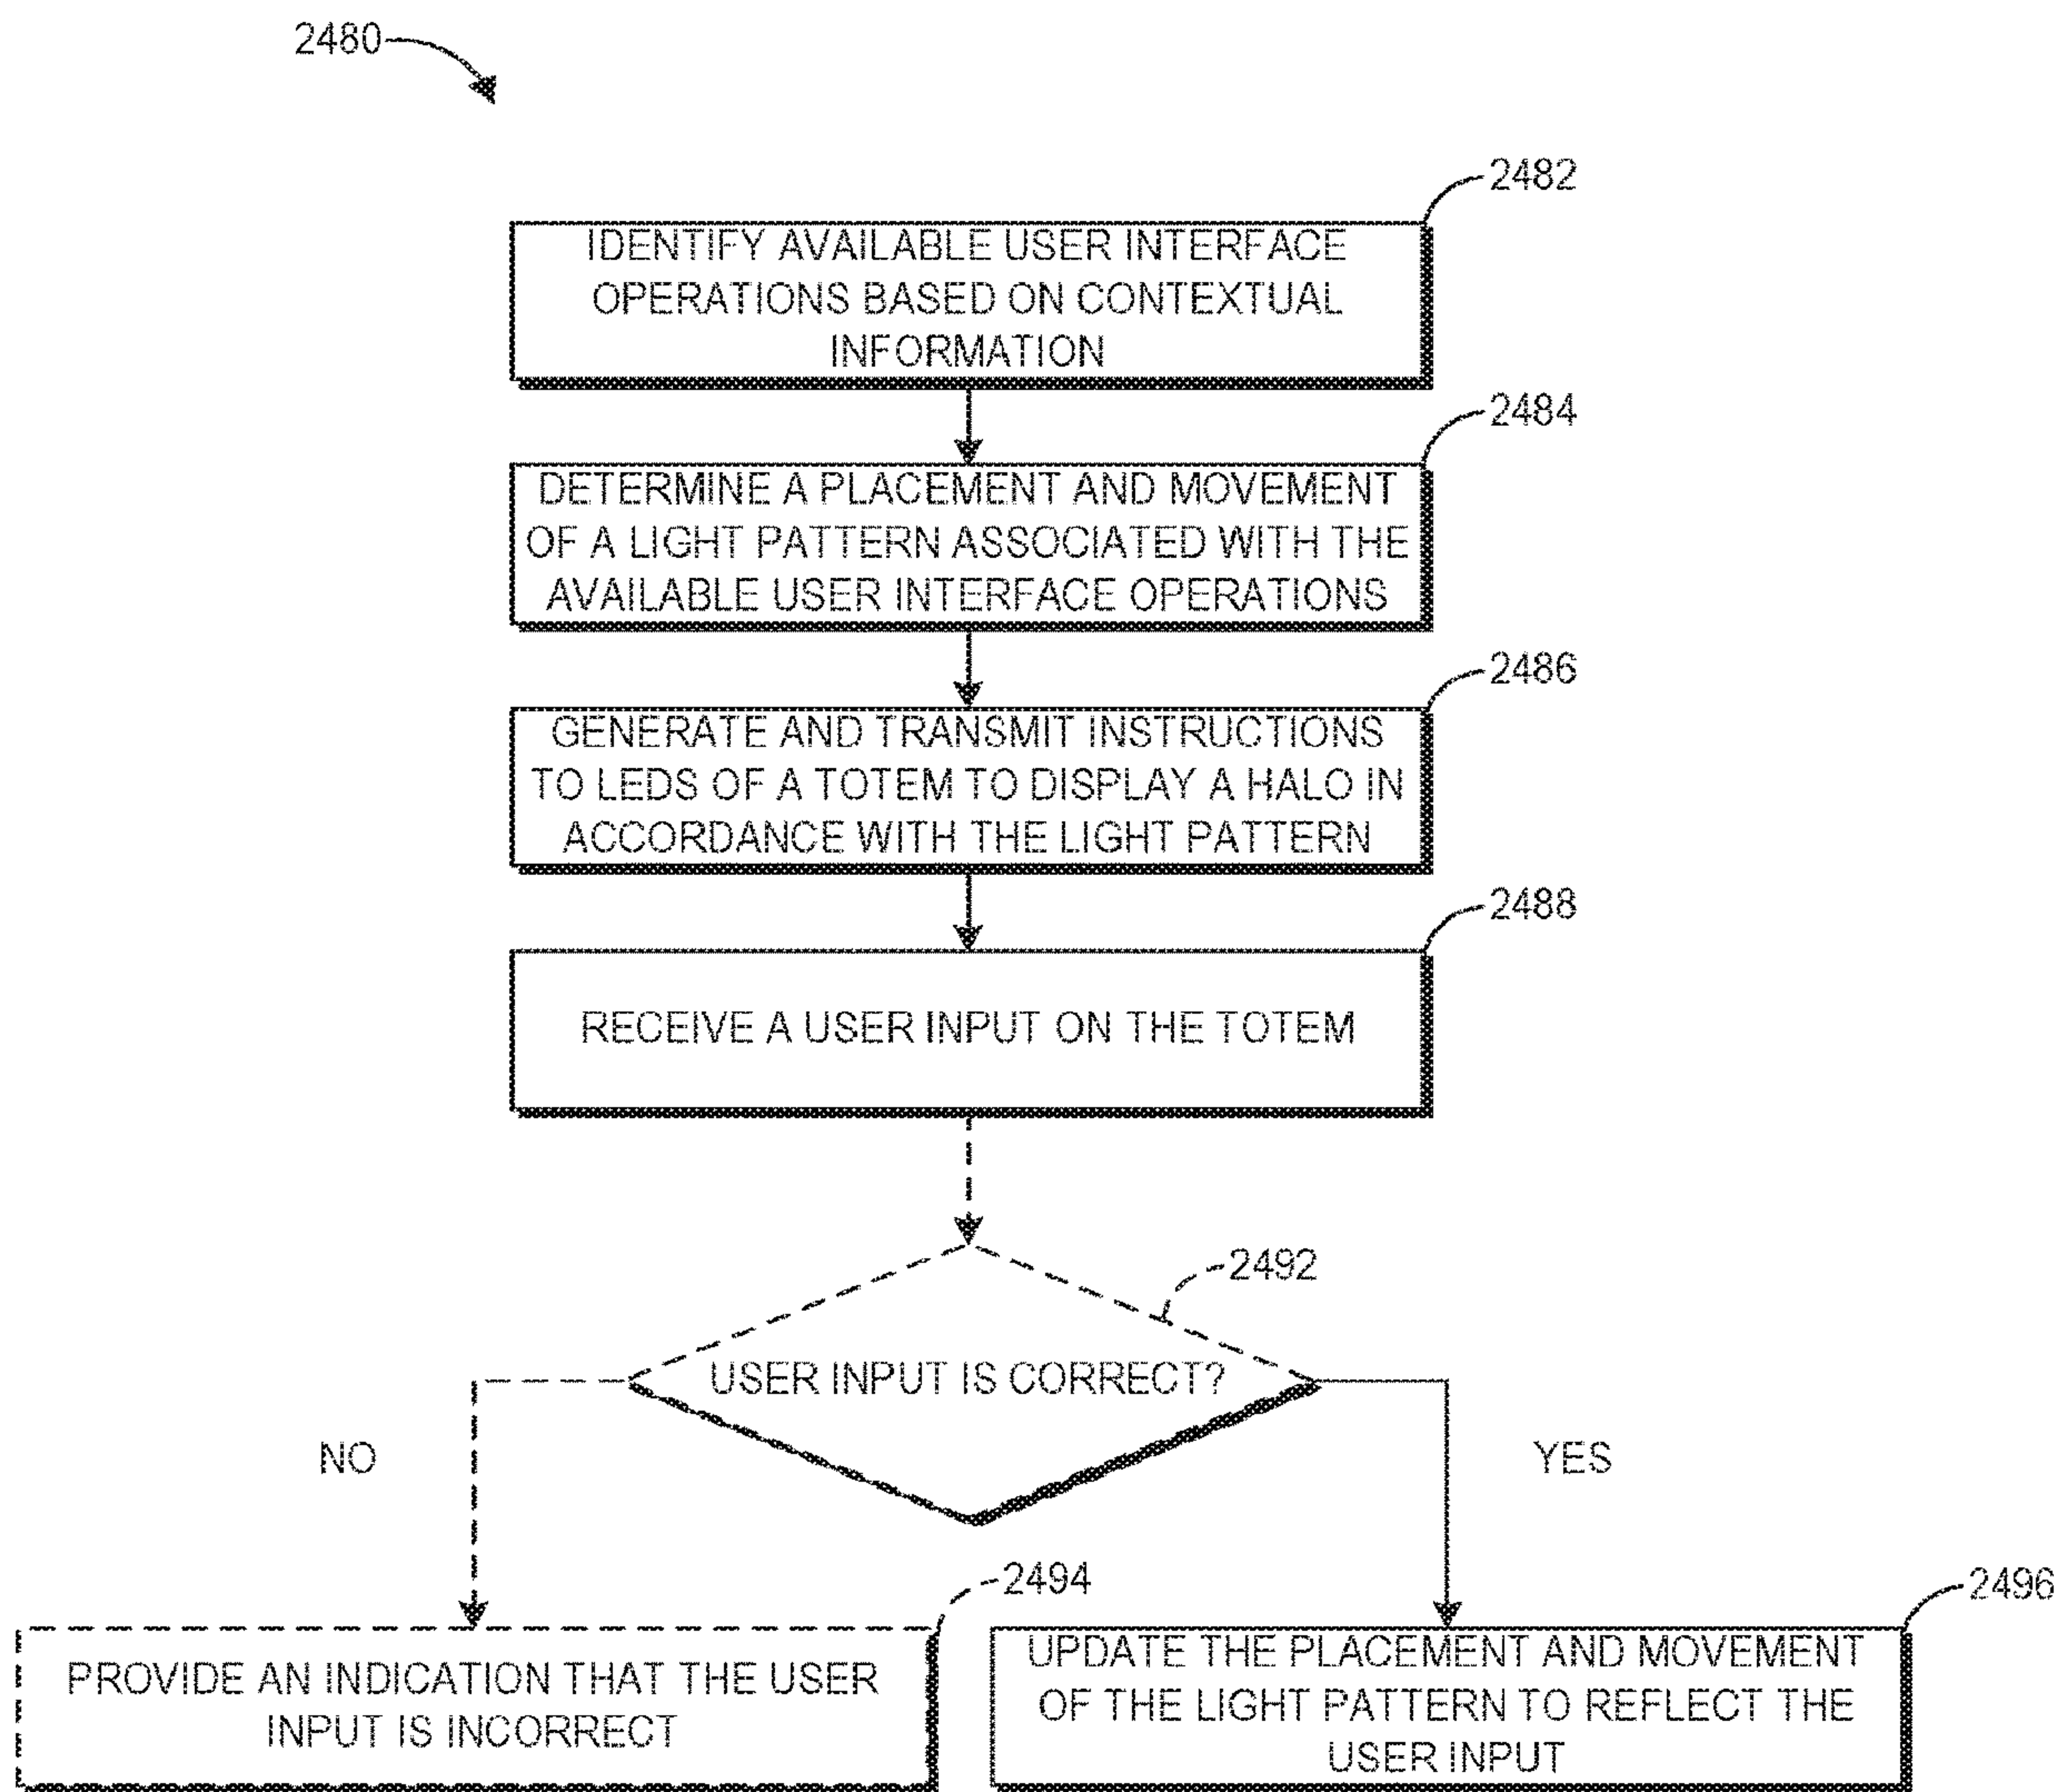 2480
2482
IDENTIFY AVAILABLE USER INTERFACE
OPERATIONS BASED ON CONTEXTUAL
INFORMATION
2484
DETERMINE A PLACEMENT AND MOVEMENT
OF A LIGHT PATTERN ASSOCIATED WITH THE
AVAILABLE USER INTERFACE OPERATIONS
2486
GENERATE AND TRANSMIT INSTRUCTIONS
TO LEDS OF A TOTEM TO DISPLAY A HALO IN
ACCORDANCE WITH THE LIGHT PATTERN
2488
RECEIVE A USER INPUT ON THE TOTEM
2492
USER INPUT IS CORRECT?
NO
YES
2494
PROVIDE AN INDICATION THAT THE USER
INPUT IS INCORRECT
2496
UPDATE THE PLACEMENT AND MOVEMENT
OF THE LIGHT PATTERN TO REFLECT THE
USER INPUT